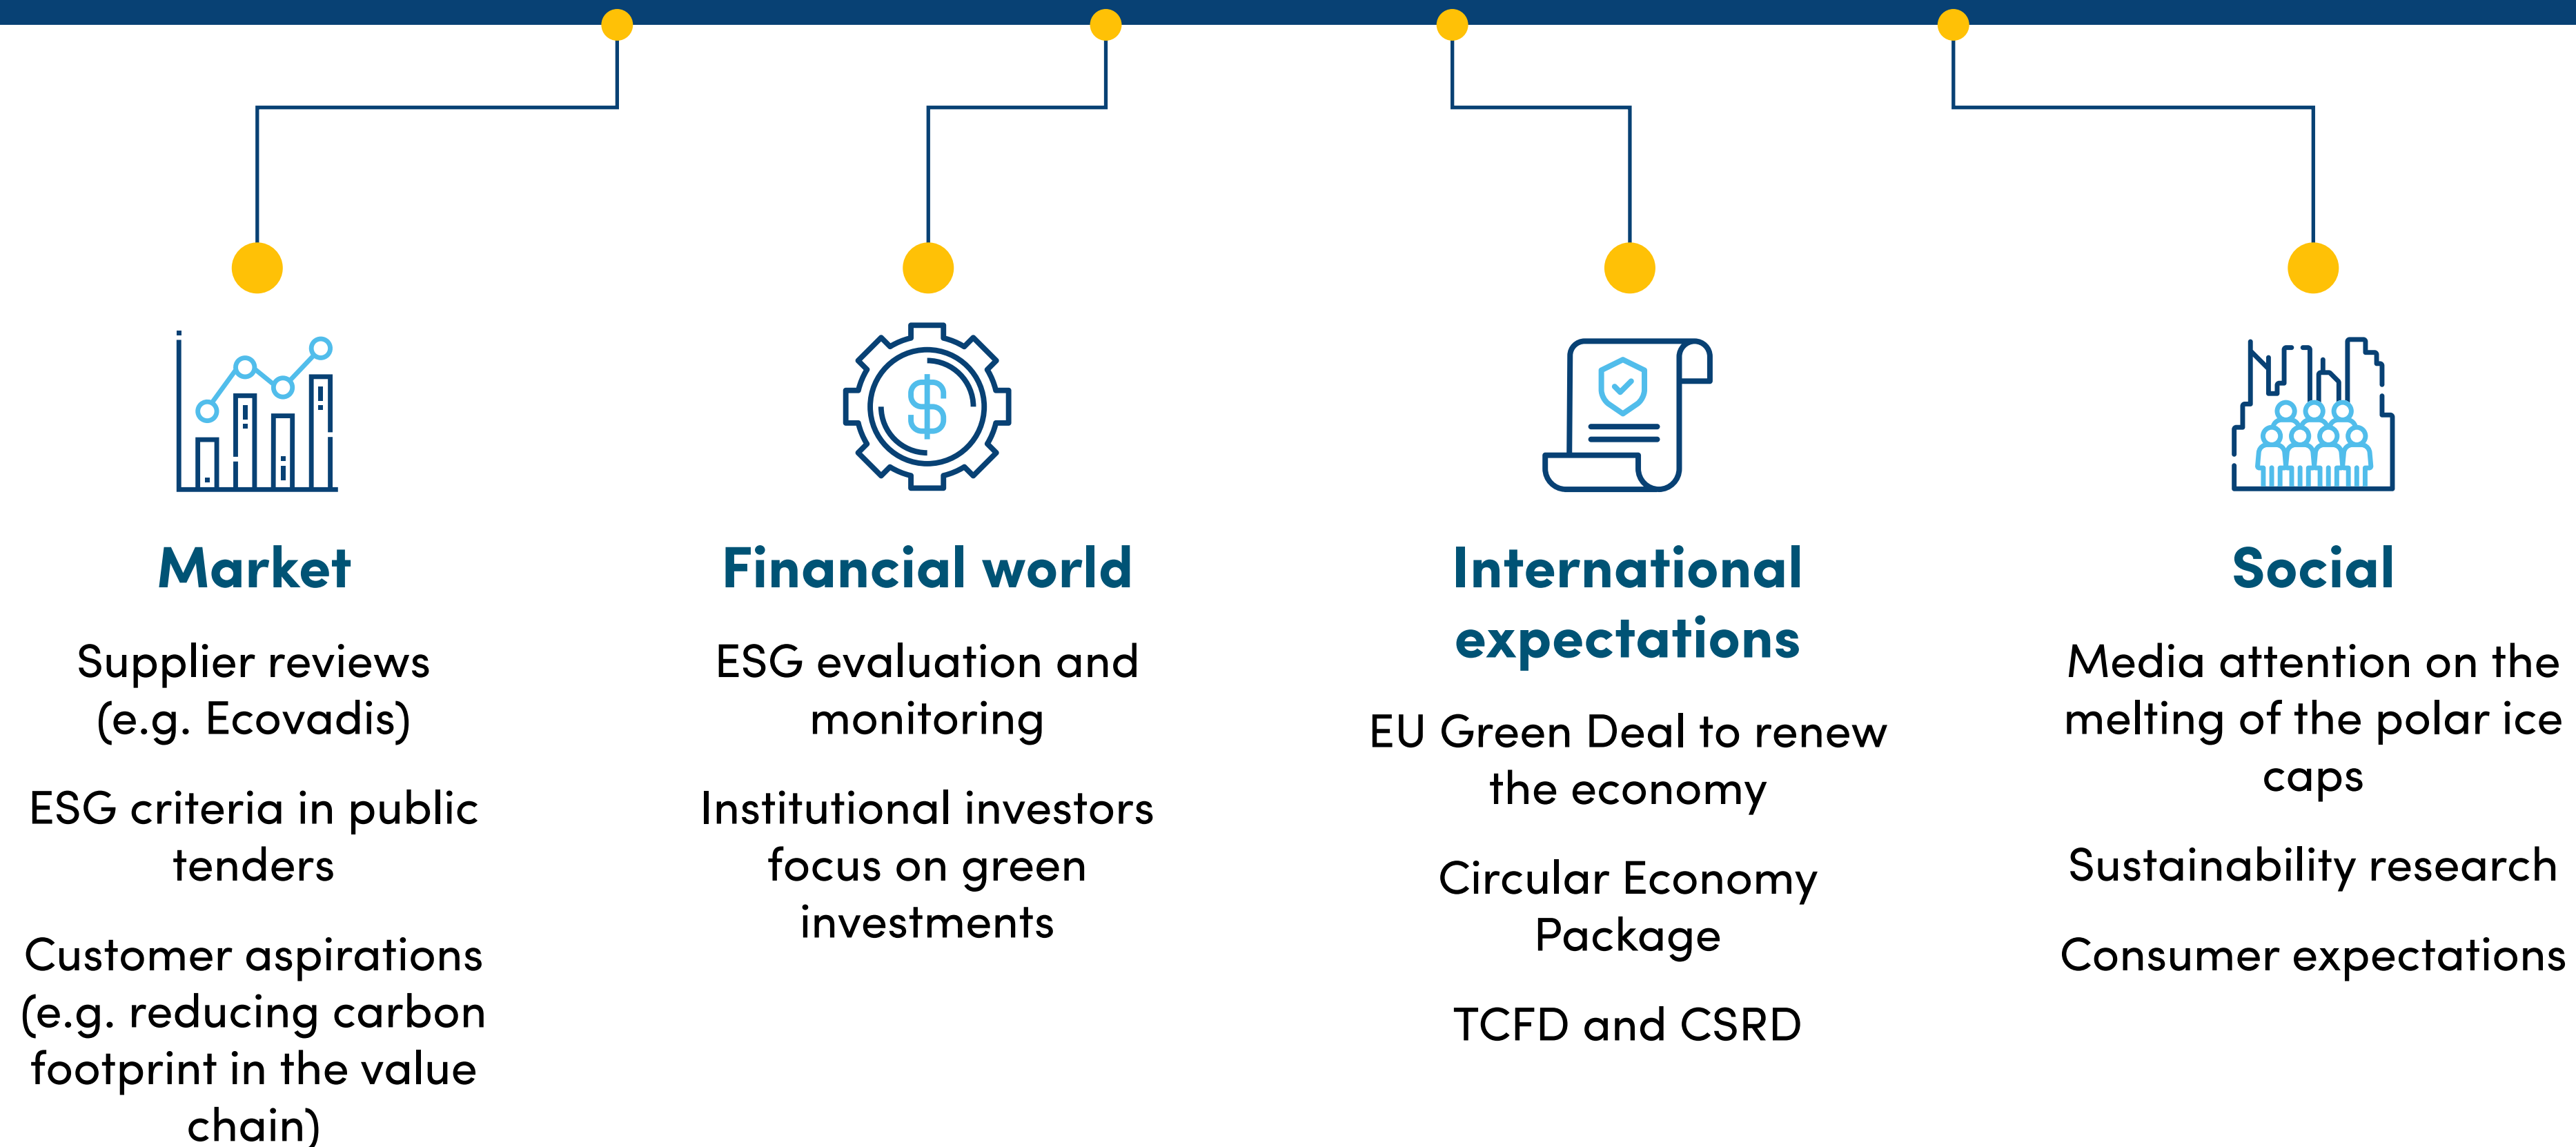 Market
Supplier reviews
(e.g. Ecovadis)
ESG criteria in public
tenders
Customer aspirations
(e.g. reducing carbon
footprint in the value
chain)
Financial world
ESG evaluation and
monitoring
Institutional investors
focus on green
investments
International
expectations
EU Green Deal to renew
the economy
Circular Economy
Package
TCFD and CSRD
Social
Media attention on the
melting of the polar ice
caps
Sustainability research
Consumer expectations